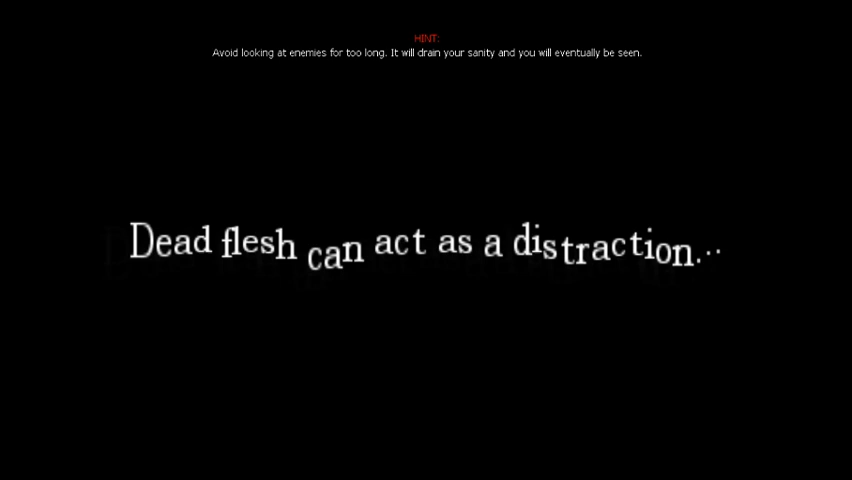 HINT:
Avoid looking at enemies for too long. It will drain your sanity and you will eventually be seen.
Dead flesh can act as a distraction...